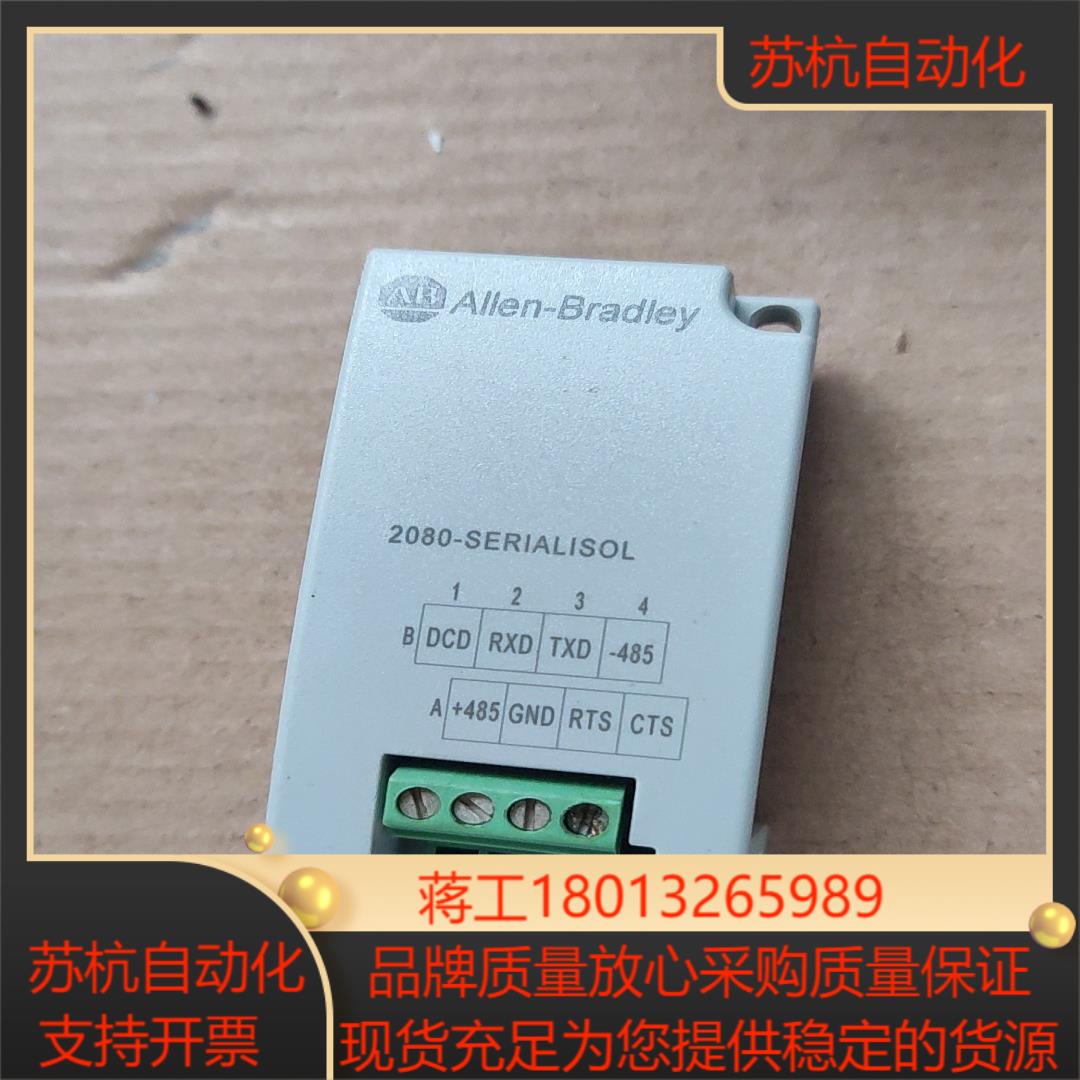 苏杭自动化
AB Allen-Bradley
2080-SERIALISOL
1 2 3 4
B DCD RXD TXD -485
A +485 GND RTS CTS
蒋工18013265989
苏杭自动化
支持开票
品牌质量放心采购质量保证
现货充足为您提供稳定的货源